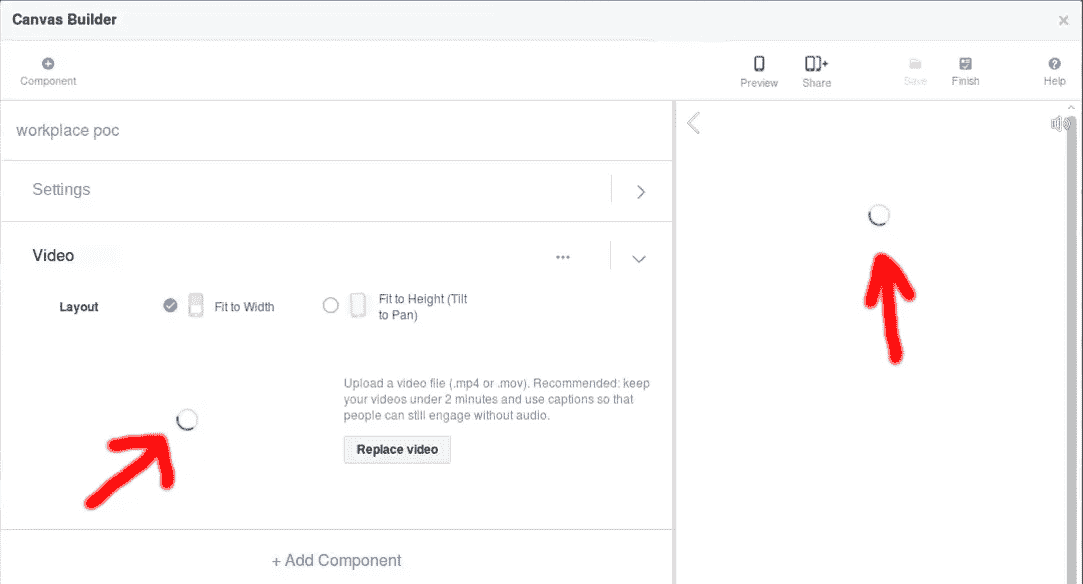 Canvas Builder
Component
Preview
Share
Save
Finish
Help
workplace poc
Settings
Video
Layout
Fit to Width
Fit to Height (Tilt
to Pan)
Upload a video file (.mp4 or .mov). Recommended: keep
your videos under 2 minutes and use captions so that
people can still engage without audio.
Replace video
+ Add Component